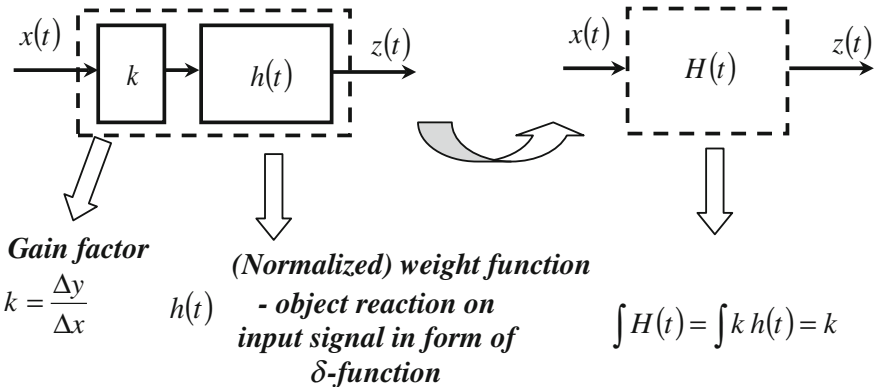 x(t)
k
h(t)
z(t)
x(t)
H(t)
z(t)
Gain factor
k = Δy/Δx
h(t)
(Normalized) weight function
- object reaction on
input signal in form of
δ-function
∫ H(t) = ∫ k h(t) = k